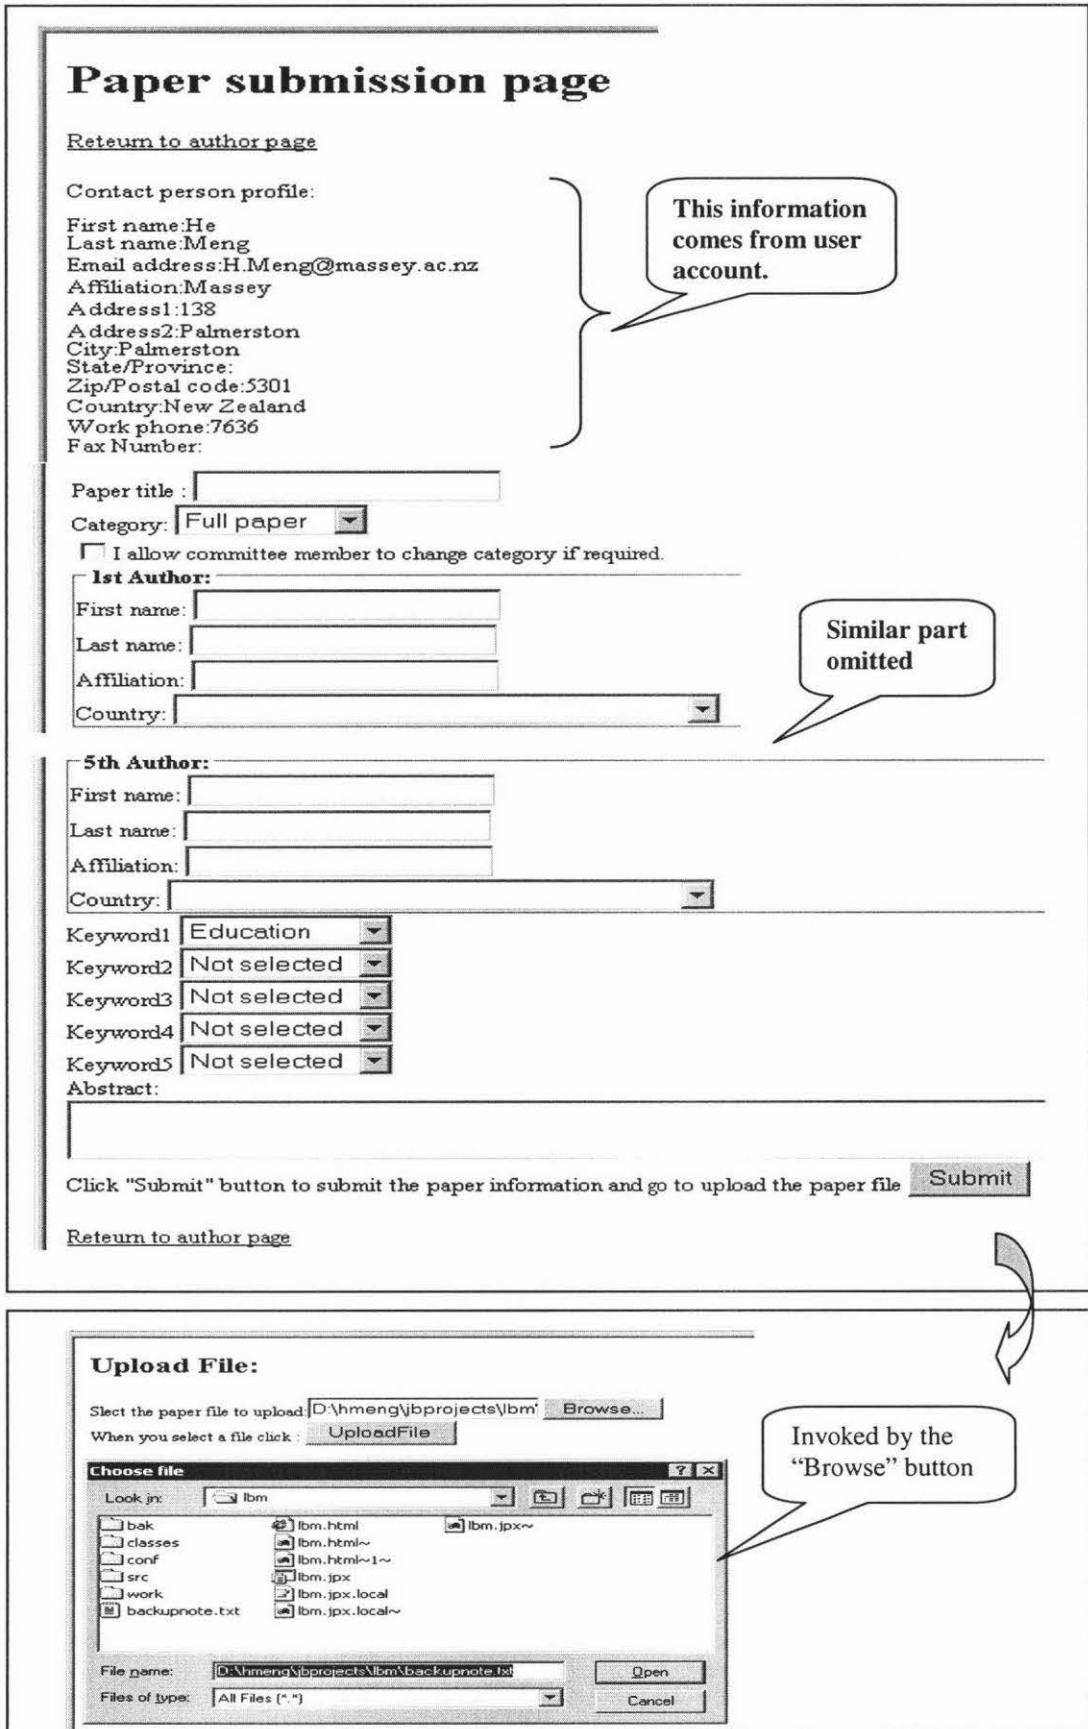 Paper submission page
Reteurn to author page
Contact person profile:
First name:He
Last name:Meng
Email address:H.Meng@massey.ac.nz
Affiliation:Massey
Address1:138
Address2:Palmerston
City:Palmerston
State/Province:
Zip/Postal code:5301
Country:New Zealand
Work phone:7636
Fax Number:
This information
comes from user
account.
Paper title :
Category: Full paper
I allow committee member to change category if required.
1st Author:
First name:
Last name:
Affiliation:
Country:
Similar part
omitted
5th Author:
First name:
Last name:
Affiliation:
Country:
Keyword1 Education
Keyword2 Not selected
Keyword3 Not selected
Keyword4 Not selected
Keyword5 Not selected
Abstract:
Click "Submit" button to submit the paper information and go to upload the paper file Submit
Reteurn to author page
Upload File:
Slect the paper file to upload: D:\hmeng\jbprojects\lbm\ Browse...
When you select a file click : UploadFile
Invoked by the
“Browse” button
Choose file ? X
Look in: lbm
bak lbm.html lbm.jpx~
classes lbm.html~
conf lbm.html~1~
src lbm.jpx
work lbm.jpx.local
backupnote.txt lbm.jpx.local~
File name: D:\hmeng\jbprojects\lbm\backupnote.txt Open
Files of type: All Files (*.*) Cancel